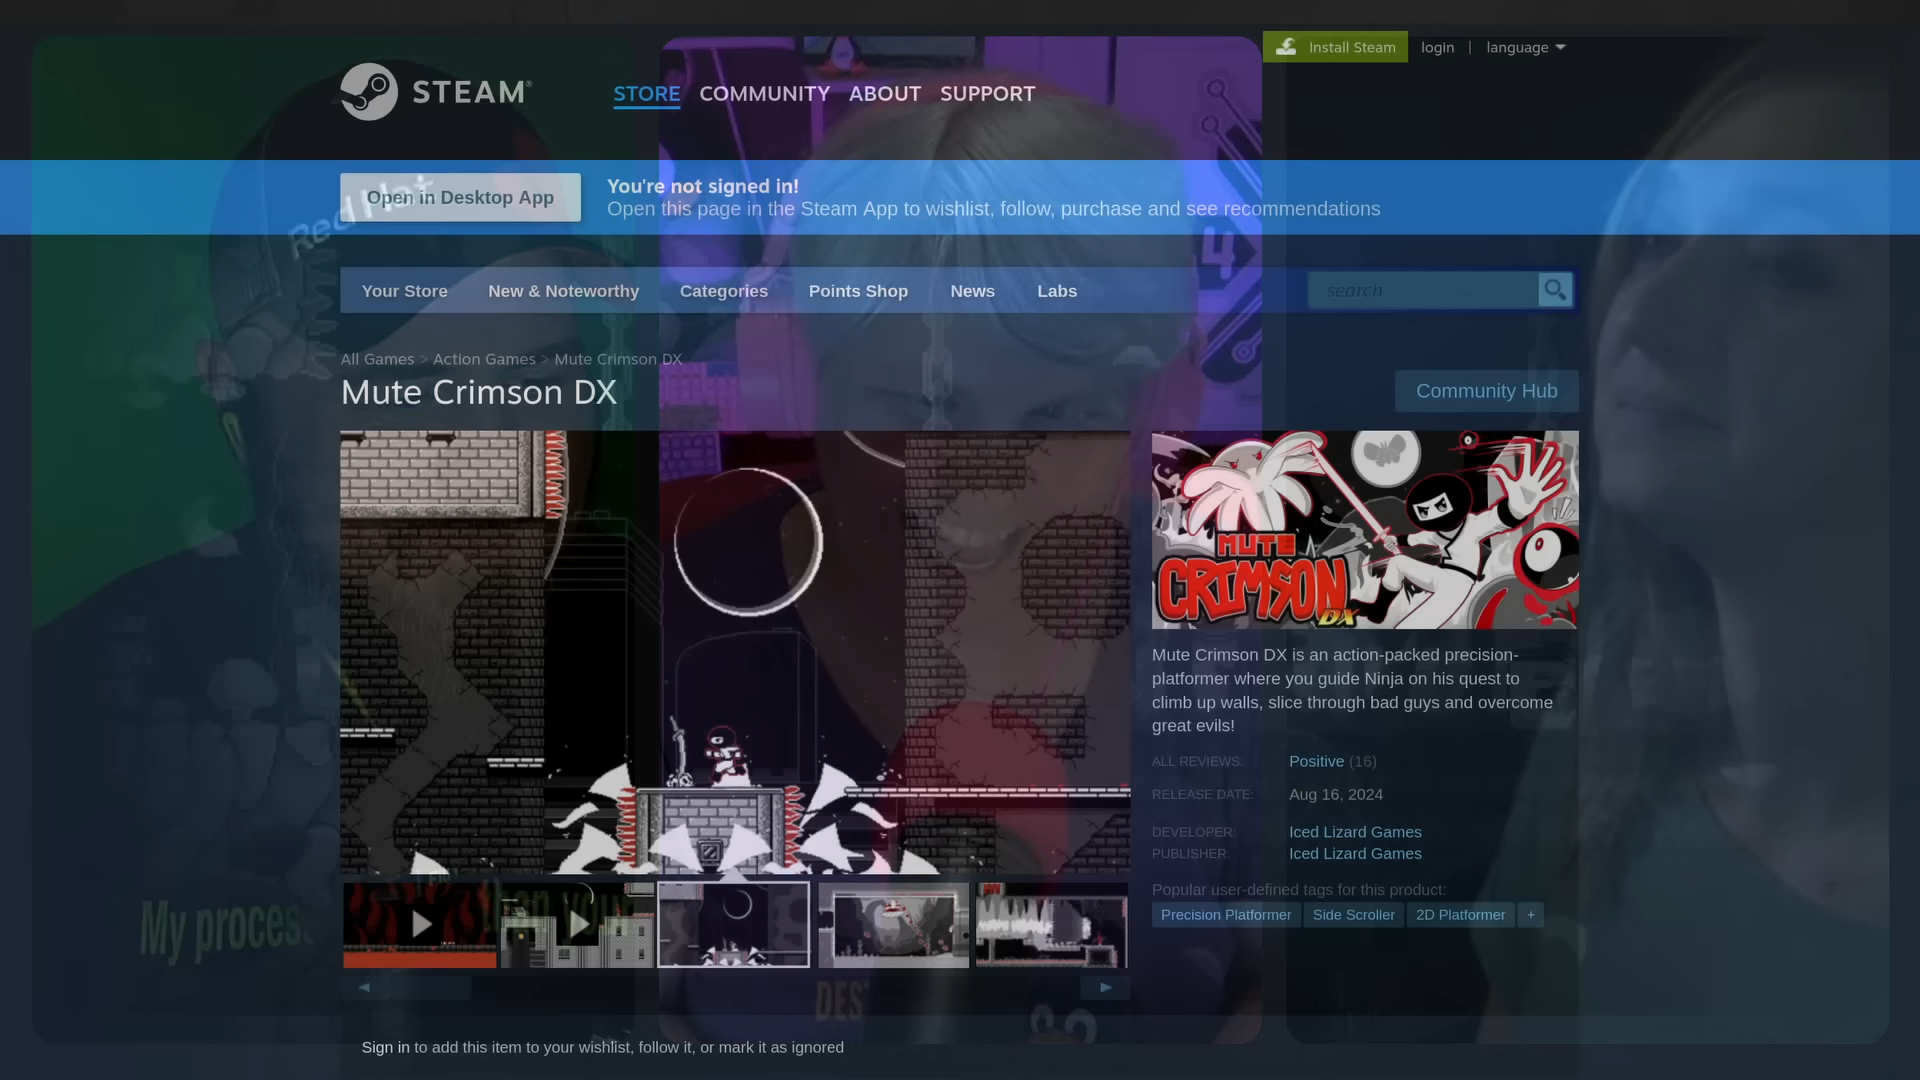 Install Steam
login | language
STEAM®
STORE COMMUNITY ABOUT SUPPORT
Red Hat
Open in Desktop App
You're not signed in!
Open this page in the Steam App to wishlist, follow, purchase and see recommendations
4
Your Store New & Noteworthy Categories Points Shop News Labs
search
All Games > Action Games > Mute Crimson DX
Mute Crimson DX
Community Hub
MUTE
CRIMSON
DX
Mute Crimson DX is an action-packed precision-
platformer where you guide Ninja on his quest to
climb up walls, slice through bad guys and overcome
great evils!
ALL REVIEWS: Positive (16)
RELEASE DATE: Aug 16, 2024
DEVELOPER: Iced Lizard Games
PUBLISHER: Iced Lizard Games
Popular user-defined tags for this product:
Precision Platformer Side Scroller 2D Platformer +
My proces
Sign in to add this item to your wishlist, follow it, or mark it as ignored